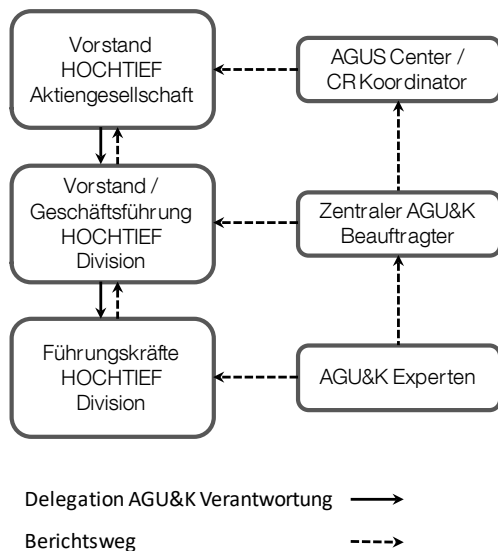 Vorstand
HOCHTIEF
Aktiengesellschaft
AGUS Center /
CR Koordinator
Vorstand /
Geschäftsführung
HOCHTIEF
Division
Zentraler AGU&K
Beauftragter
Führungskräfte
HOCHTIEF
Division
AGU&K Experten
Delegation AGU&K Verantwortung
Berichtsweg